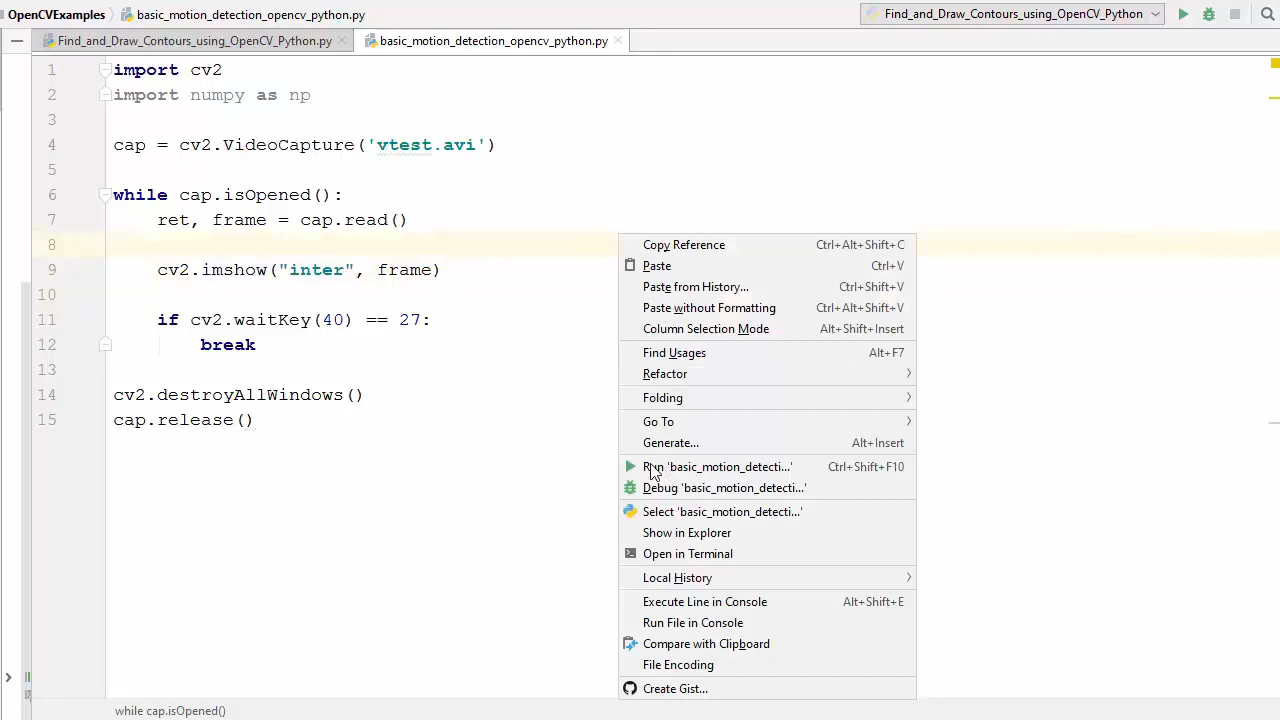 OpenCVExamples basic_motion_detection_opencv_python.py Find_and_Draw_Contours_using_OpenCV_Python
Find_and_Draw_Contours_using_OpenCV_Python.py basic_motion_detection_opencv_python.py
1 import cv2
2 import numpy as np
3
4 cap = cv2.VideoCapture('vtest.avi')
5
6 while cap.isOpened():
7 ret, frame = cap.read()
8
9 cv2.imshow("inter", frame)
10
11 if cv2.waitKey(40) == 27:
12 break
13
14 cv2.destroyAllWindows()
15 cap.release()
Copy Reference Ctrl+Alt+Shift+C
Paste Ctrl+V
Paste from History... Ctrl+Shift+V
Paste without Formatting Ctrl+Alt+Shift+V
Column Selection Mode Alt+Shift+Insert
Find Usages Alt+F7
Refactor
Folding
Go To
Generate... Alt+Insert
Run 'basic_motion_detecti...' Ctrl+Shift+F10
Debug 'basic_motion_detecti...'
Select 'basic_motion_detecti...'
Show in Explorer
Open in Terminal
Local History
Execute Line in Console Alt+Shift+E
Run File in Console
Compare with Clipboard
File Encoding
Create Gist...
while cap.isOpened()